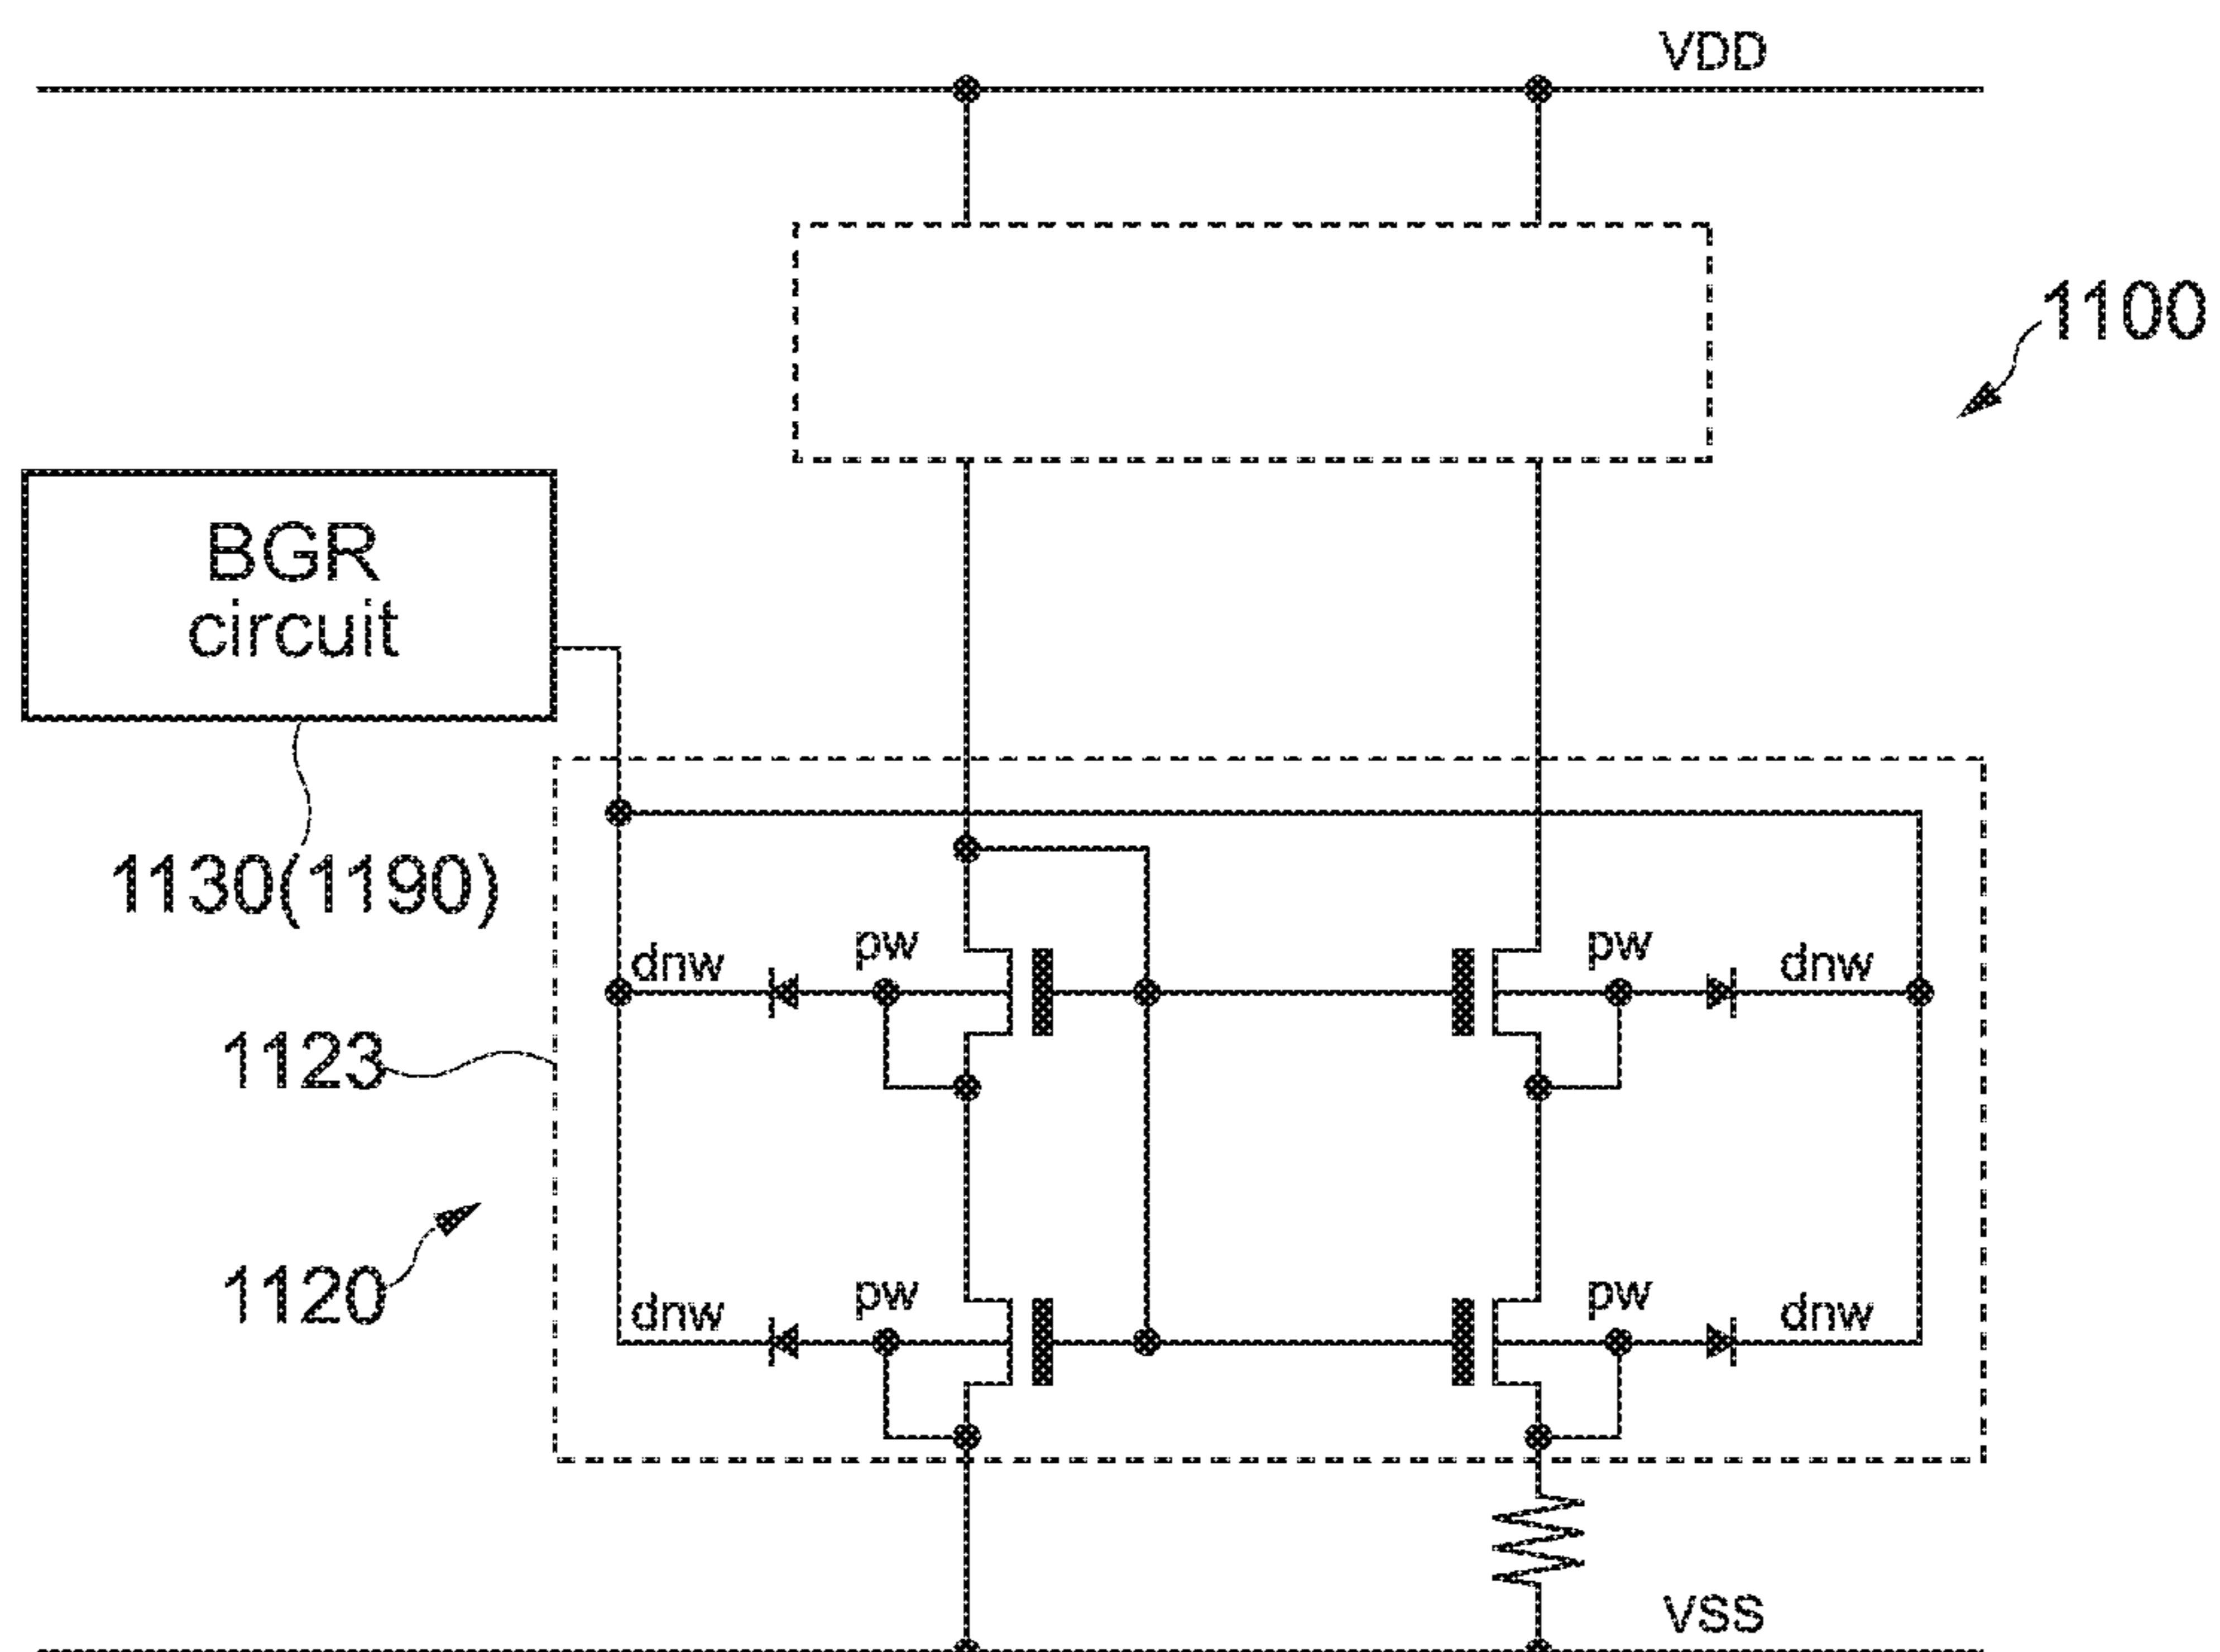 VDD
1100
BGR
circuit
1130(1190)
dnw
pw
pw
dnw
1123
1120
dnw
pw
pw
dnw
VSS